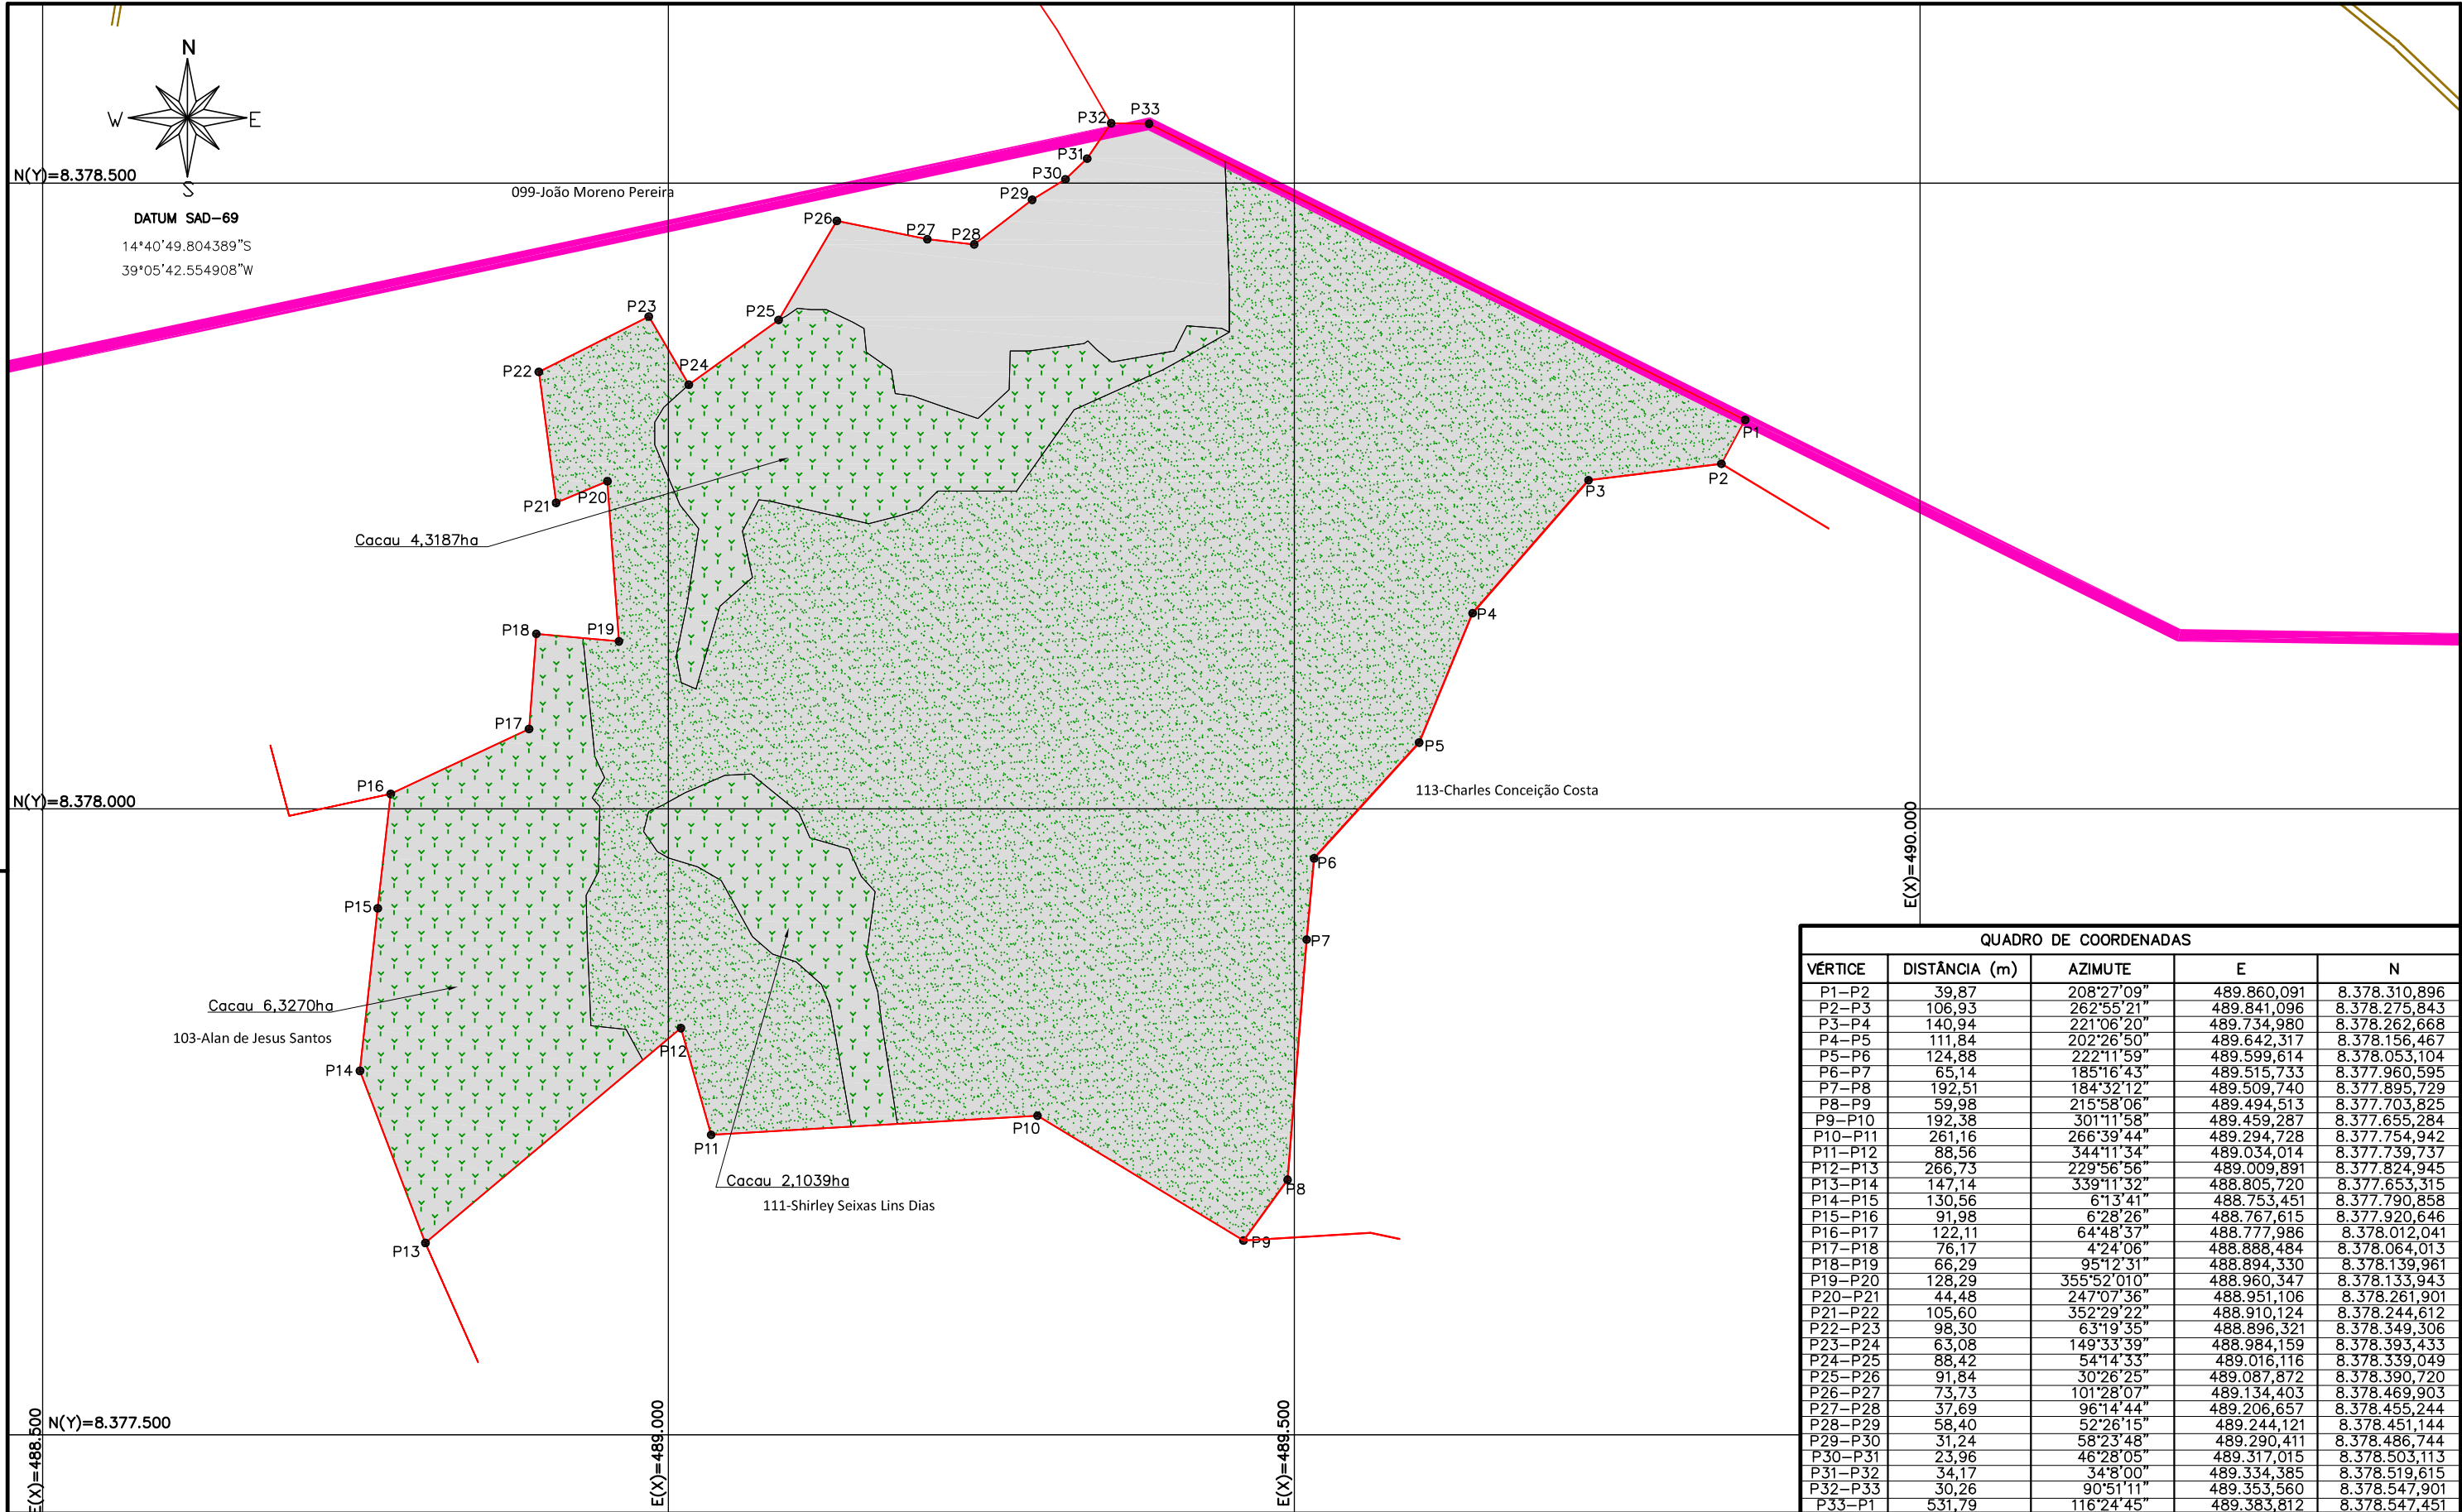 N
W
E
S
DATUM SAD-69
14°40'49.804389"S
39°05'42.554908"W
N(Y)=8.378.500
099-João Moreno Pereira
P32
P33
P31
P30
P29
P26
P27
P28
P25
P23
P24
P22
P1
P2
P3
P20
P21
Cacau 4,3187ha
P18
P19
P4
P17
P5
P16
N(Y)=8.378.000
113-Charles Conceição Costa
E(X)=490.000
P6
P15
P7
Cacau 6,3270ha
103-Alan de Jesus Santos
P12
P14
P10
P11
Cacau 2,1039ha
P8
111-Shirley Seixas Lins Dias
P13
P9
E(X)=488.500
N(Y)=8.377.500
E(X)=489.000
E(X)=489.500
QUADRO DE COORDENADAS
VÉRTICE DISTÂNCIA (m) AZIMUTE E N
P1-P2 39,87 208°27'09" 489.860,091 8.378.310,896
P2-P3 106,93 262°55'21" 489.841,096 8.378.275,843
P3-P4 140,94 221°06'20" 489.734,980 8.378.262,668
P4-P5 111,84 202°26'50" 489.642,317 8.378.156,467
P5-P6 124,88 222°11'59" 489.599,614 8.378.053,104
P6-P7 65,14 185°16'43" 489.515,733 8.377.960,595
P7-P8 192,51 184°32'12" 489.509,740 8.377.895,729
P8-P9 59,98 215°58'06" 489.494,513 8.377.703,825
P9-P10 192,38 301°11'58" 489.459,287 8.377.655,284
P10-P11 261,16 266°39'44" 489.294,728 8.377.754,942
P11-P12 88,56 344°11'34" 489.034,014 8.377.739,737
P12-P13 266,73 229°56'56" 489.009,891 8.377.824,945
P13-P14 147,14 339°11'32" 488.805,720 8.377.653,315
P14-P15 130,56 6°13'41" 488.753,451 8.377.790,858
P15-P16 91,98 6°28'26" 488.767,615 8.377.920,646
P16-P17 122,11 64°48'37" 488.777,986 8.378.012,041
P17-P18 76,17 4°24'06" 488.888,484 8.378.064,013
P18-P19 66,29 95°12'31" 488.894,330 8.378.139,961
P19-P20 128,29 355°52'010" 488.960,347 8.378.133,943
P20-P21 44,48 247°07'36" 488.951,106 8.378.261,901
P21-P22 105,60 352°29'22" 488.910,124 8.378.244,612
P22-P23 98,30 63°19'35" 488.896,321 8.378.349,306
P23-P24 63,08 149°33'39" 488.984,159 8.378.393,433
P24-P25 88,42 54°14'33" 489.016,116 8.378.339,049
P25-P26 91,84 30°26'25" 489.087,872 8.378.390,720
P26-P27 73,73 101°28'07" 489.134,403 8.378.469,903
P27-P28 37,69 96°14'44" 489.206,657 8.378.455,244
P28-P29 58,40 52°26'15" 489.244,121 8.378.451,144
P29-P30 31,24 58°23'48" 489.290,411 8.378.486,744
P30-P31 23,96 46°28'05" 489.317,015 8.378.503,113
P31-P32 34,17 34°8'00" 489.334,385 8.378.519,615
P32-P33 30,26 90°51'11" 489.353,560 8.378.547,901
P33-P1 531,79 116°24'45" 489.383,812 8.378.547,451